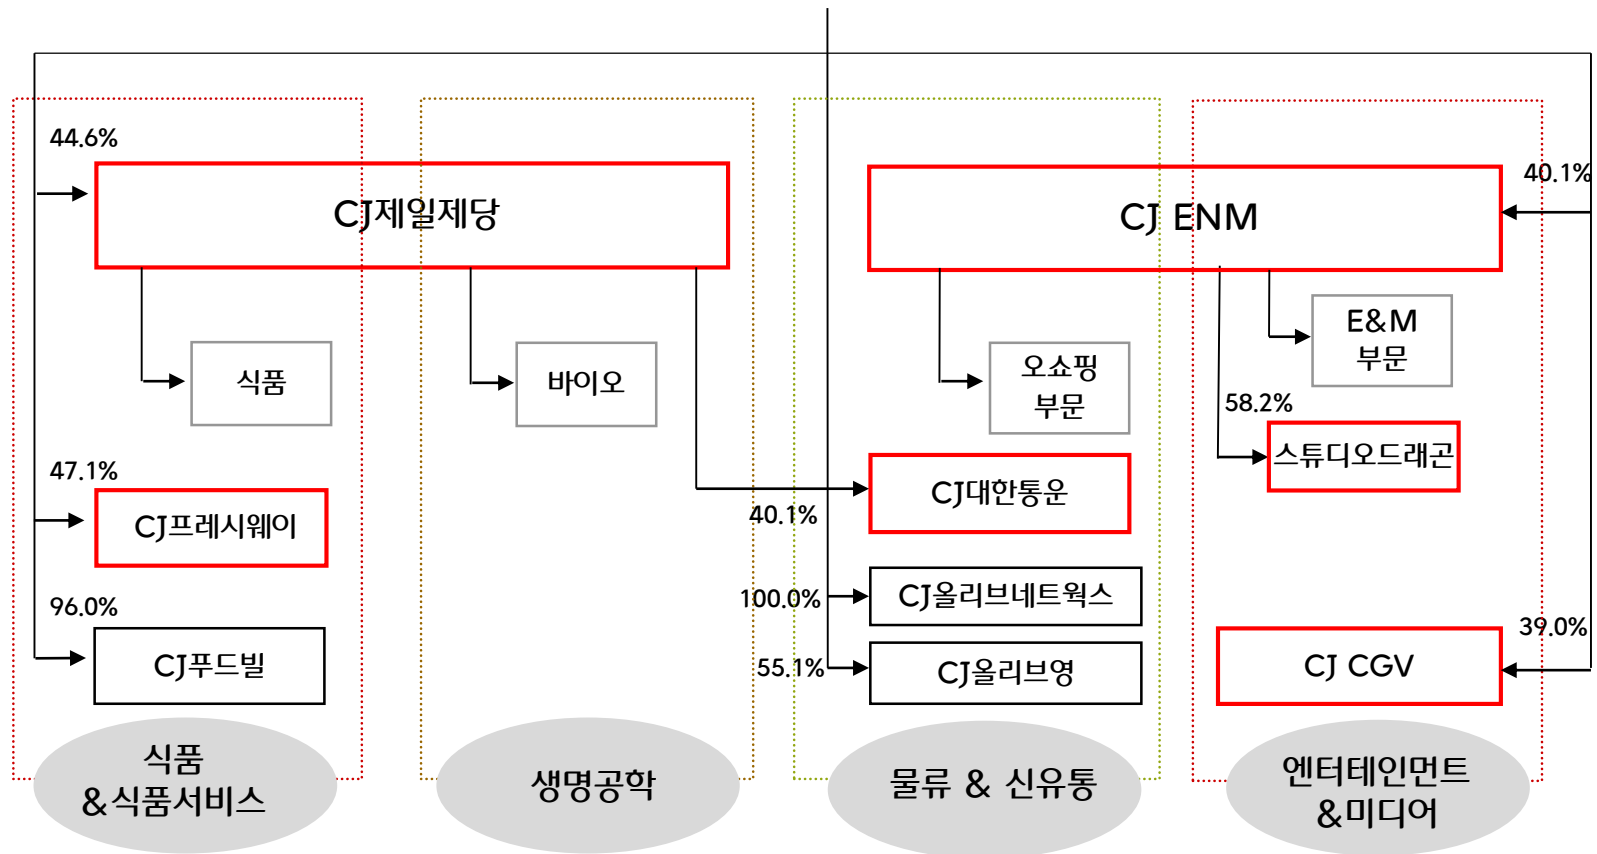 44.6%
CJ제일제당
CJ ENM
40.1%
식품
바이오
오쇼핑
부문
E&M
부문
58.2%
스튜디오드래곤
47.1%
CJ프레시웨이
CJ대한통운
40.1%
96.0%
CJ푸드빌
100.0%
CJ올리브네트웍스
55.1%
CJ올리브영
39.0%
CJ CGV
식품
&식품서비스
생명공학
물류 & 신유통
엔터테인먼트
&미디어